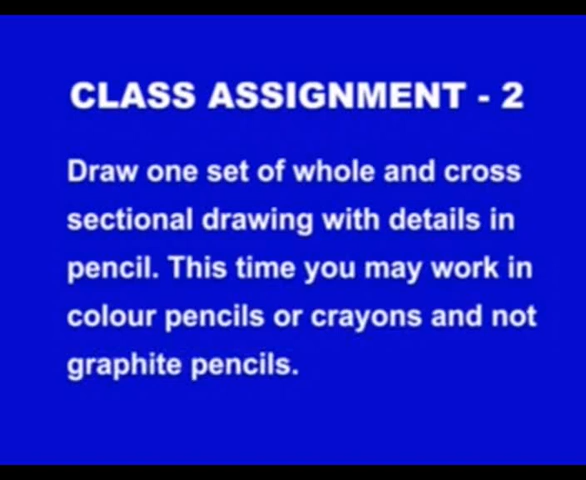 CLASS ASSIGNMENT - 2
Draw one set of whole and cross
sectional drawing with details in
pencil. This time you may work in
colour pencils or crayons and not
graphite pencils.